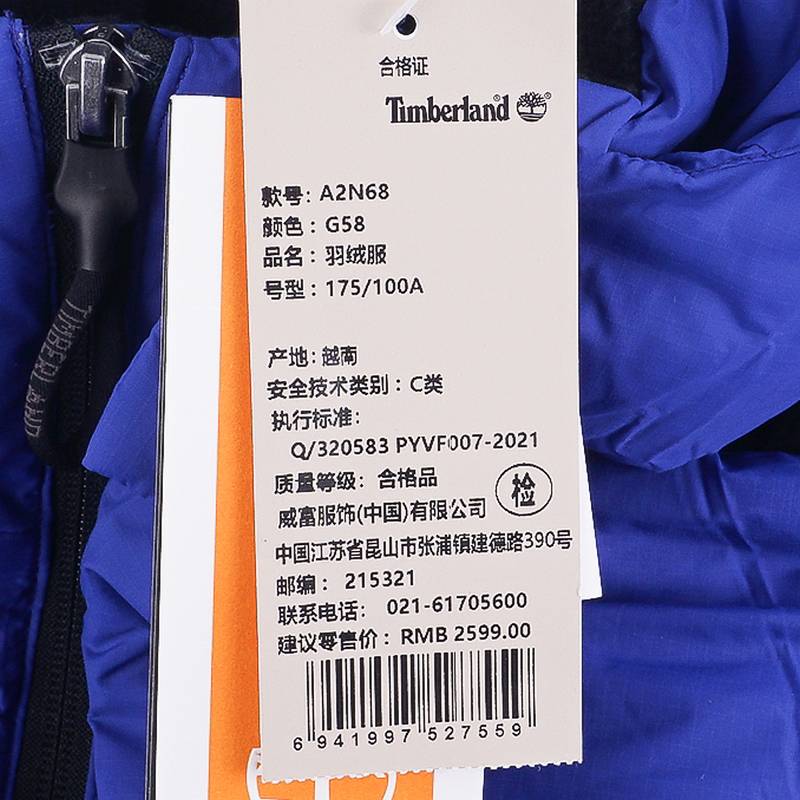 合格证
Timberland
款号：A2N68
颜色：G58
品名：羽绒服
号型：175/100A
产地：越南
安全技术类别：C类
执行标准：
Q/320583 PYVF007-2021
质量等级：合格品
检
威富服饰(中国)有限公司
中国江苏省昆山市张浦镇建德路390号
邮编：215321
联系电话：021-61705600
建议零售价：RMB 2599.00
6 941997 527559
TIMBERLAND